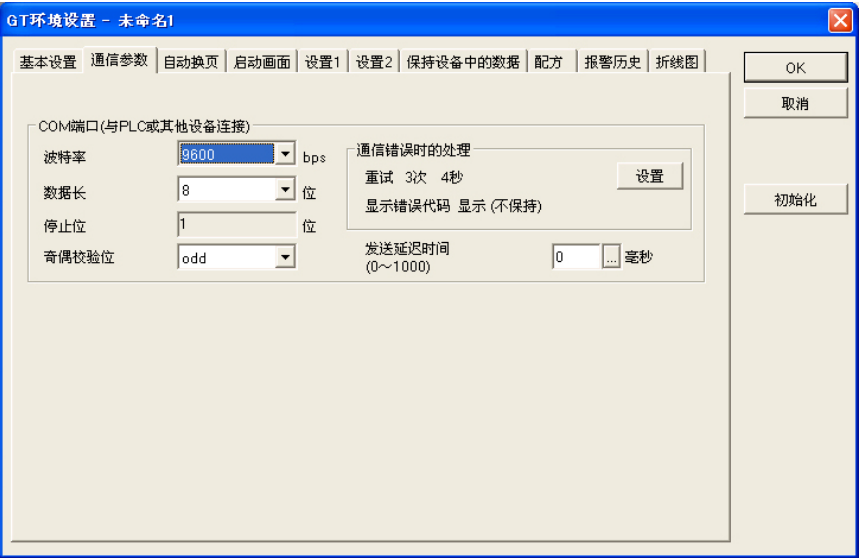 GT环境设置 - 未命名1
基本设置 通信参数 自动换页 启动画面 设置1 设置2 保持设备中的数据 配方 报警历史 折线图
OK
取消
初始化
COM端口(与PLC或其他设备连接)
波特率 9600 bps
数据长 8 位
停止位 1 位
奇偶校验位 odd
通信错误时的处理
重试 3次 4秒 设置
显示错误代码 显示 (不保持)
发送延迟时间
(0～1000) 0 ... 毫秒